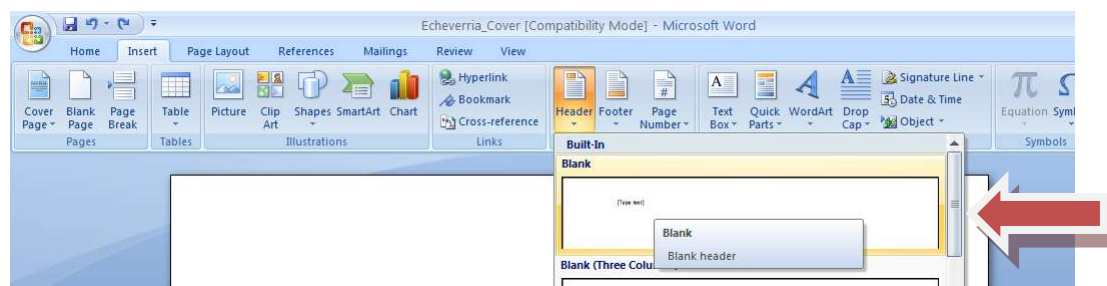 Echeverria_Cover [Compatibility Mode] - Microsoft Word
Home Insert Page Layout References Mailings Review View
Cover Page Blank Page Page Break
Table
Picture Clip Art Shapes SmartArt Chart
Hyperlink
Bookmark
Cross-reference
Header Footer Page Number
#
A
Text Box Quick Parts WordArt Drop Cap
Signature Line
Date & Time
Object
π Ω
Equation
Pages Tables Illustrations Links Symbols
Built-In
Blank
[Type text]
Blank
Blank header